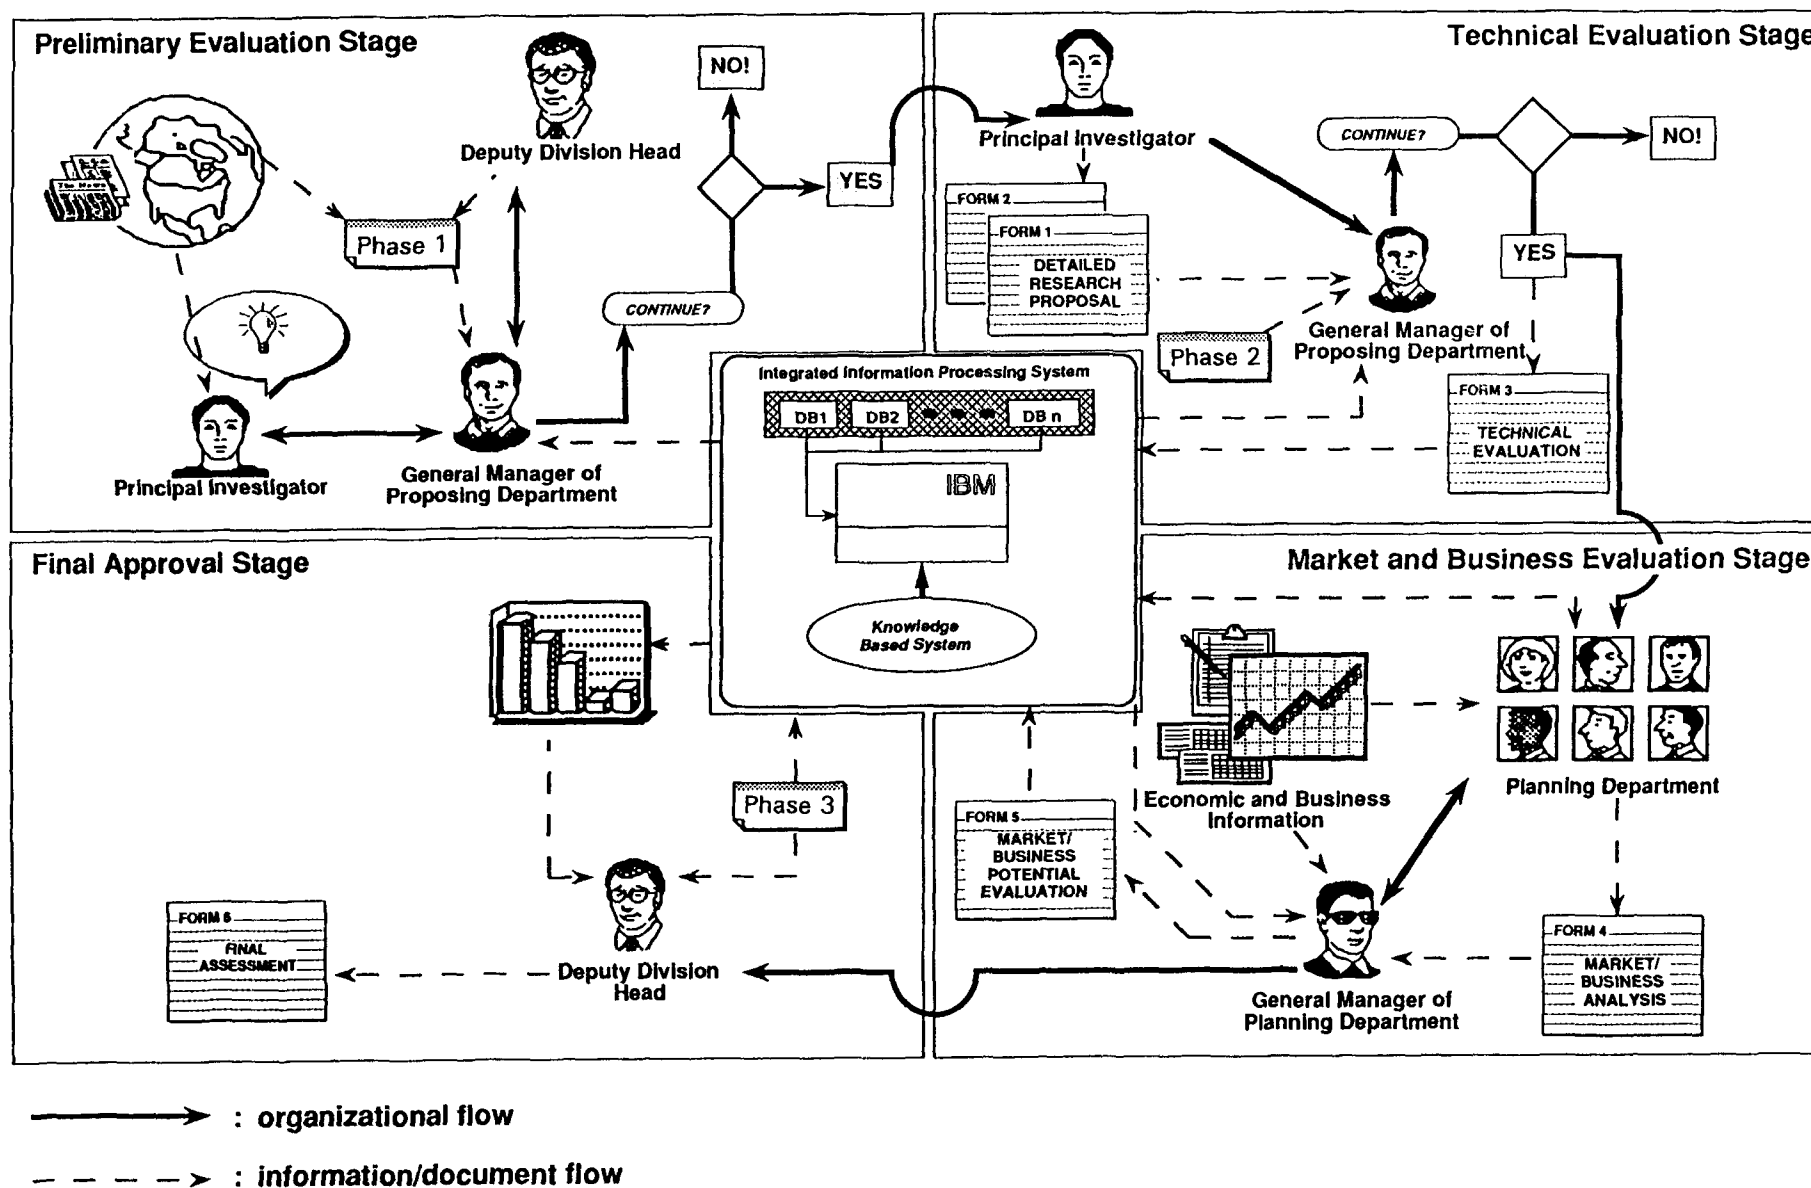 Preliminary Evaluation Stage
Deputy Division Head
NO!
YES
Phase 1
The News
CONTINUE?
Principal Investigator
General Manager of
Proposing Department
Technical Evaluation Stage
Principal Investigator
CONTINUE?
NO!
YES
FORM 2
FORM 1
DETAILED
RESEARCH
PROPOSAL
Phase 2
General Manager of
Proposing Department
FORM 3
TECHNICAL
EVALUATION
Integrated Information Processing System
DB1
DB2
DB n
IBM
Knowledge
Based System
Final Approval Stage
Phase 3
Deputy Division
Head
FORM 6
FINAL
ASSESSMENT
Market and Business Evaluation Stage
Economic and Business
Information
Planning Department
FORM 5
MARKET/
BUSINESS
POTENTIAL
EVALUATION
General Manager of
Planning Department
FORM 4
MARKET/
BUSINESS
ANALYSIS
: organizational flow
: information/document flow